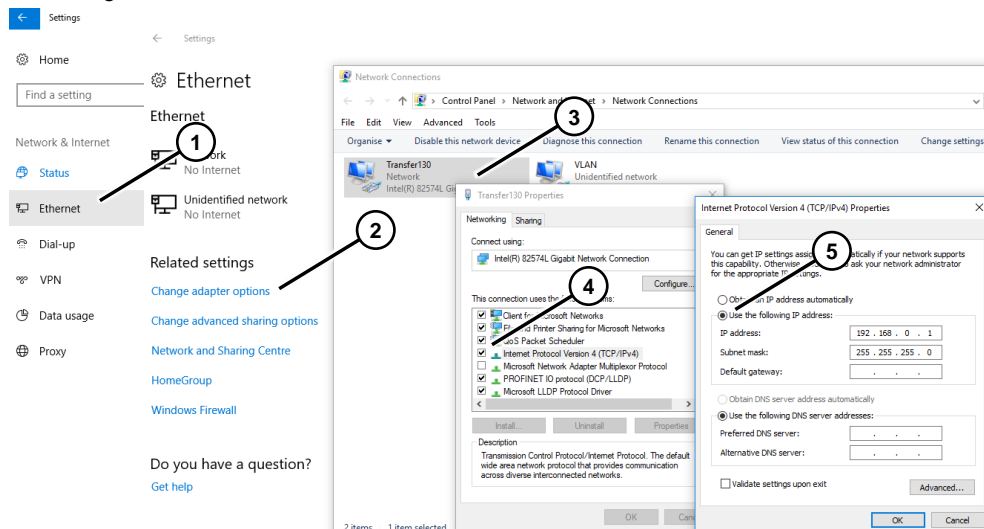 Settings
Home
Find a setting
Network & Internet
Status
Ethernet
Dial-up
VPN
Data usage
Proxy
Settings
Ethernet
Ethernet
1
No Internet
Unidentified network
No Internet
2
Related settings
Change adapter options
Change advanced sharing options
Network and Sharing Centre
HomeGroup
Windows Firewall
Do you have a question?
Get help
Network Connections
Control Panel > Network and > Network Connections
3
File Edit View Advanced Tools
Organise Disable this network device Diagnose this connection Rename this connection View status of this connection Change settings
Transfer130
Network
Intel(R) 82574L
VLAN
Unidentified network
2 items 1 item selected
Transfer130 Properties
Networking Sharing
Connect using:
Intel(R) 82574L Gigabit Network Connection
Configure...
4
This connection uses the
Client for Microsoft Networks
and Printer Sharing for Microsoft Networks
QoS Packet Scheduler
Internet Protocol Version 4 (TCP/IPv4)
Microsoft Network Adapter Multiplexor Protocol
PROFINET IO protocol (DCP/LLDP)
Microsoft LLDP Protocol Driver
Install... Uninstall Properties
Description
Transmission Control Protocol/Internet Protocol. The default
wide area network protocol that provides communication
across diverse interconnected networks.
OK
Internet Protocol Version 4 (TCP/IPv4) Properties
General
5
You can get IP settings automatically if your network supports
this capability. Otherwise, ask your network administrator
for the appropriate
Obtain an IP address automatically
Use the following IP address:
IP address: 192 . 168 . 0 . 1
Subnet mask: 255 . 255 . 255 . 0
Default gateway: . . .
Obtain DNS server address automatically
Use the following DNS server addresses:
Preferred DNS server: . . .
Alternative DNS server: . . .
Validate settings upon exit
Advanced...
OK Cancel